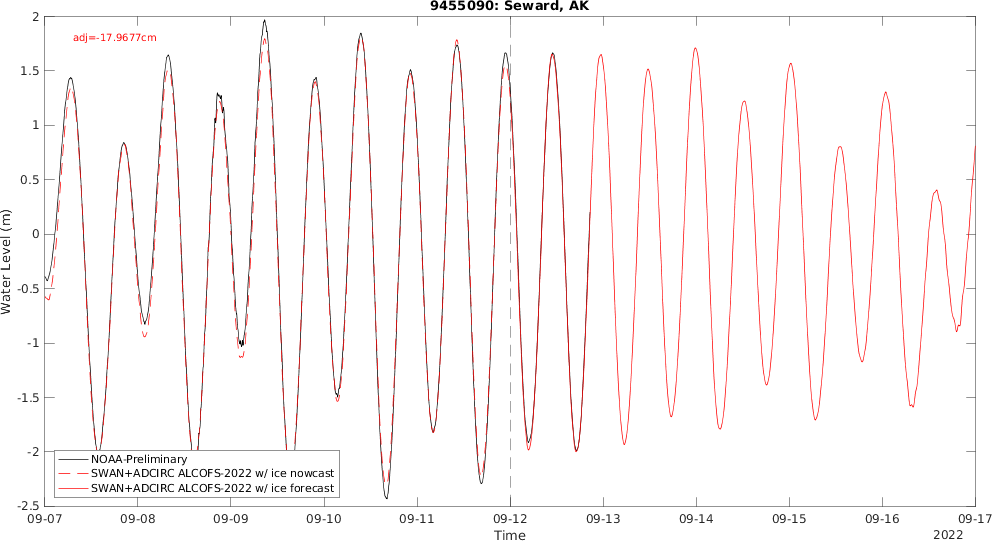 9455090: Seward, AK
adj=-17.9677cm
2
1.5
1
0.5
0
-0.5
-1
-1.5
-2
-2.5
Water Level (m)
NOAA-Preliminary
SWAN+ADCIRC ALCOFS-2022 w/ ice nowcast
SWAN+ADCIRC ALCOFS-2022 w/ ice forecast
09-07 09-08 09-09 09-10 09-11 09-12 09-13 09-14 09-15 09-16 09-17
Time
2022